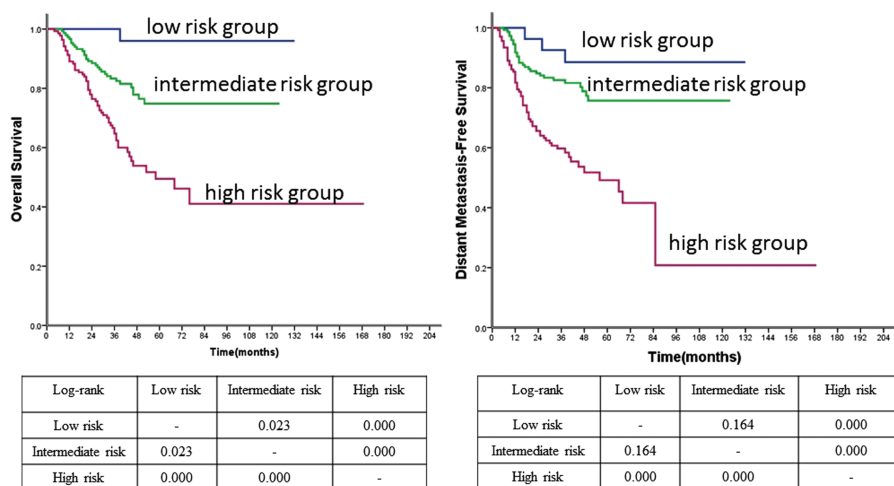 low risk group
intermediate risk group
high risk group
Overall Survival
1.0
0.8
0.6
0.4
0.2
0.0
0 12 24 36 48 60 72 84 96 108 120 132 144 156 168 180 192 204
Time(months)
Log-rank Low risk Intermediate risk High risk
Low risk - 0.023 0.000
Intermediate risk 0.023 - 0.000
High risk 0.000 0.000 -
low risk group
intermediate risk group
high risk group
Distant Metastasis-Free Survival
1.0
0.8
0.6
0.4
0.2
0.0
0 12 24 36 48 60 72 84 96 108 120 132 144 156 168 180 192 204
Time(months)
Log-rank Low risk Intermediate risk High risk
Low risk - 0.164 0.000
Intermediate risk 0.164 - 0.000
High risk 0.000 0.000 -